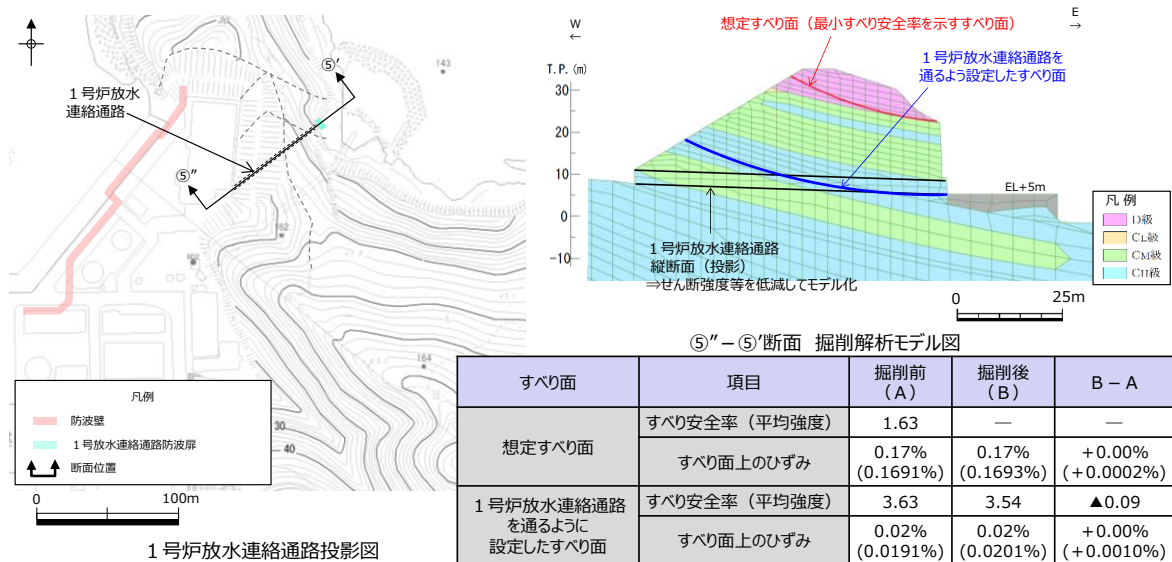 143
⑤’
1号炉放水
連絡通路
⑤”
162
164
30
40
凡例
防波壁
1号放水連絡通路防波扉
断面位置
0
100m
1号炉放水連絡通路投影図
W
←
E
→
想定すべり面（最小すべり安全率を示すすべり面）
1号炉放水連絡通路を
通るよう設定したすべり面
T.P.（m）
30
20
10
0
−10
EL+5m
1号炉放水連絡通路
縦断面（投影）
⇒せん断強度等を低減してモデル化
凡 例
D級
CL級
CM級
CH級
0
25m
⑤”－⑤’断面 掘削解析モデル図
すべり面 項目 掘削前（A） 掘削後（B） B－A
想定すべり面 すべり安全率（平均強度） 1.63 ― ―
すべり面上のひずみ 0.17% 0.17% +0.00%
(0.1691%) (0.1693%) (+0.0002%)
1号炉放水連絡通路を通るように設定したすべり面 すべり安全率（平均強度） 3.63 3.54 ▲0.09
すべり面上のひずみ 0.02% 0.02% +0.00%
(0.0191%) (0.0201%) (+0.0010%)